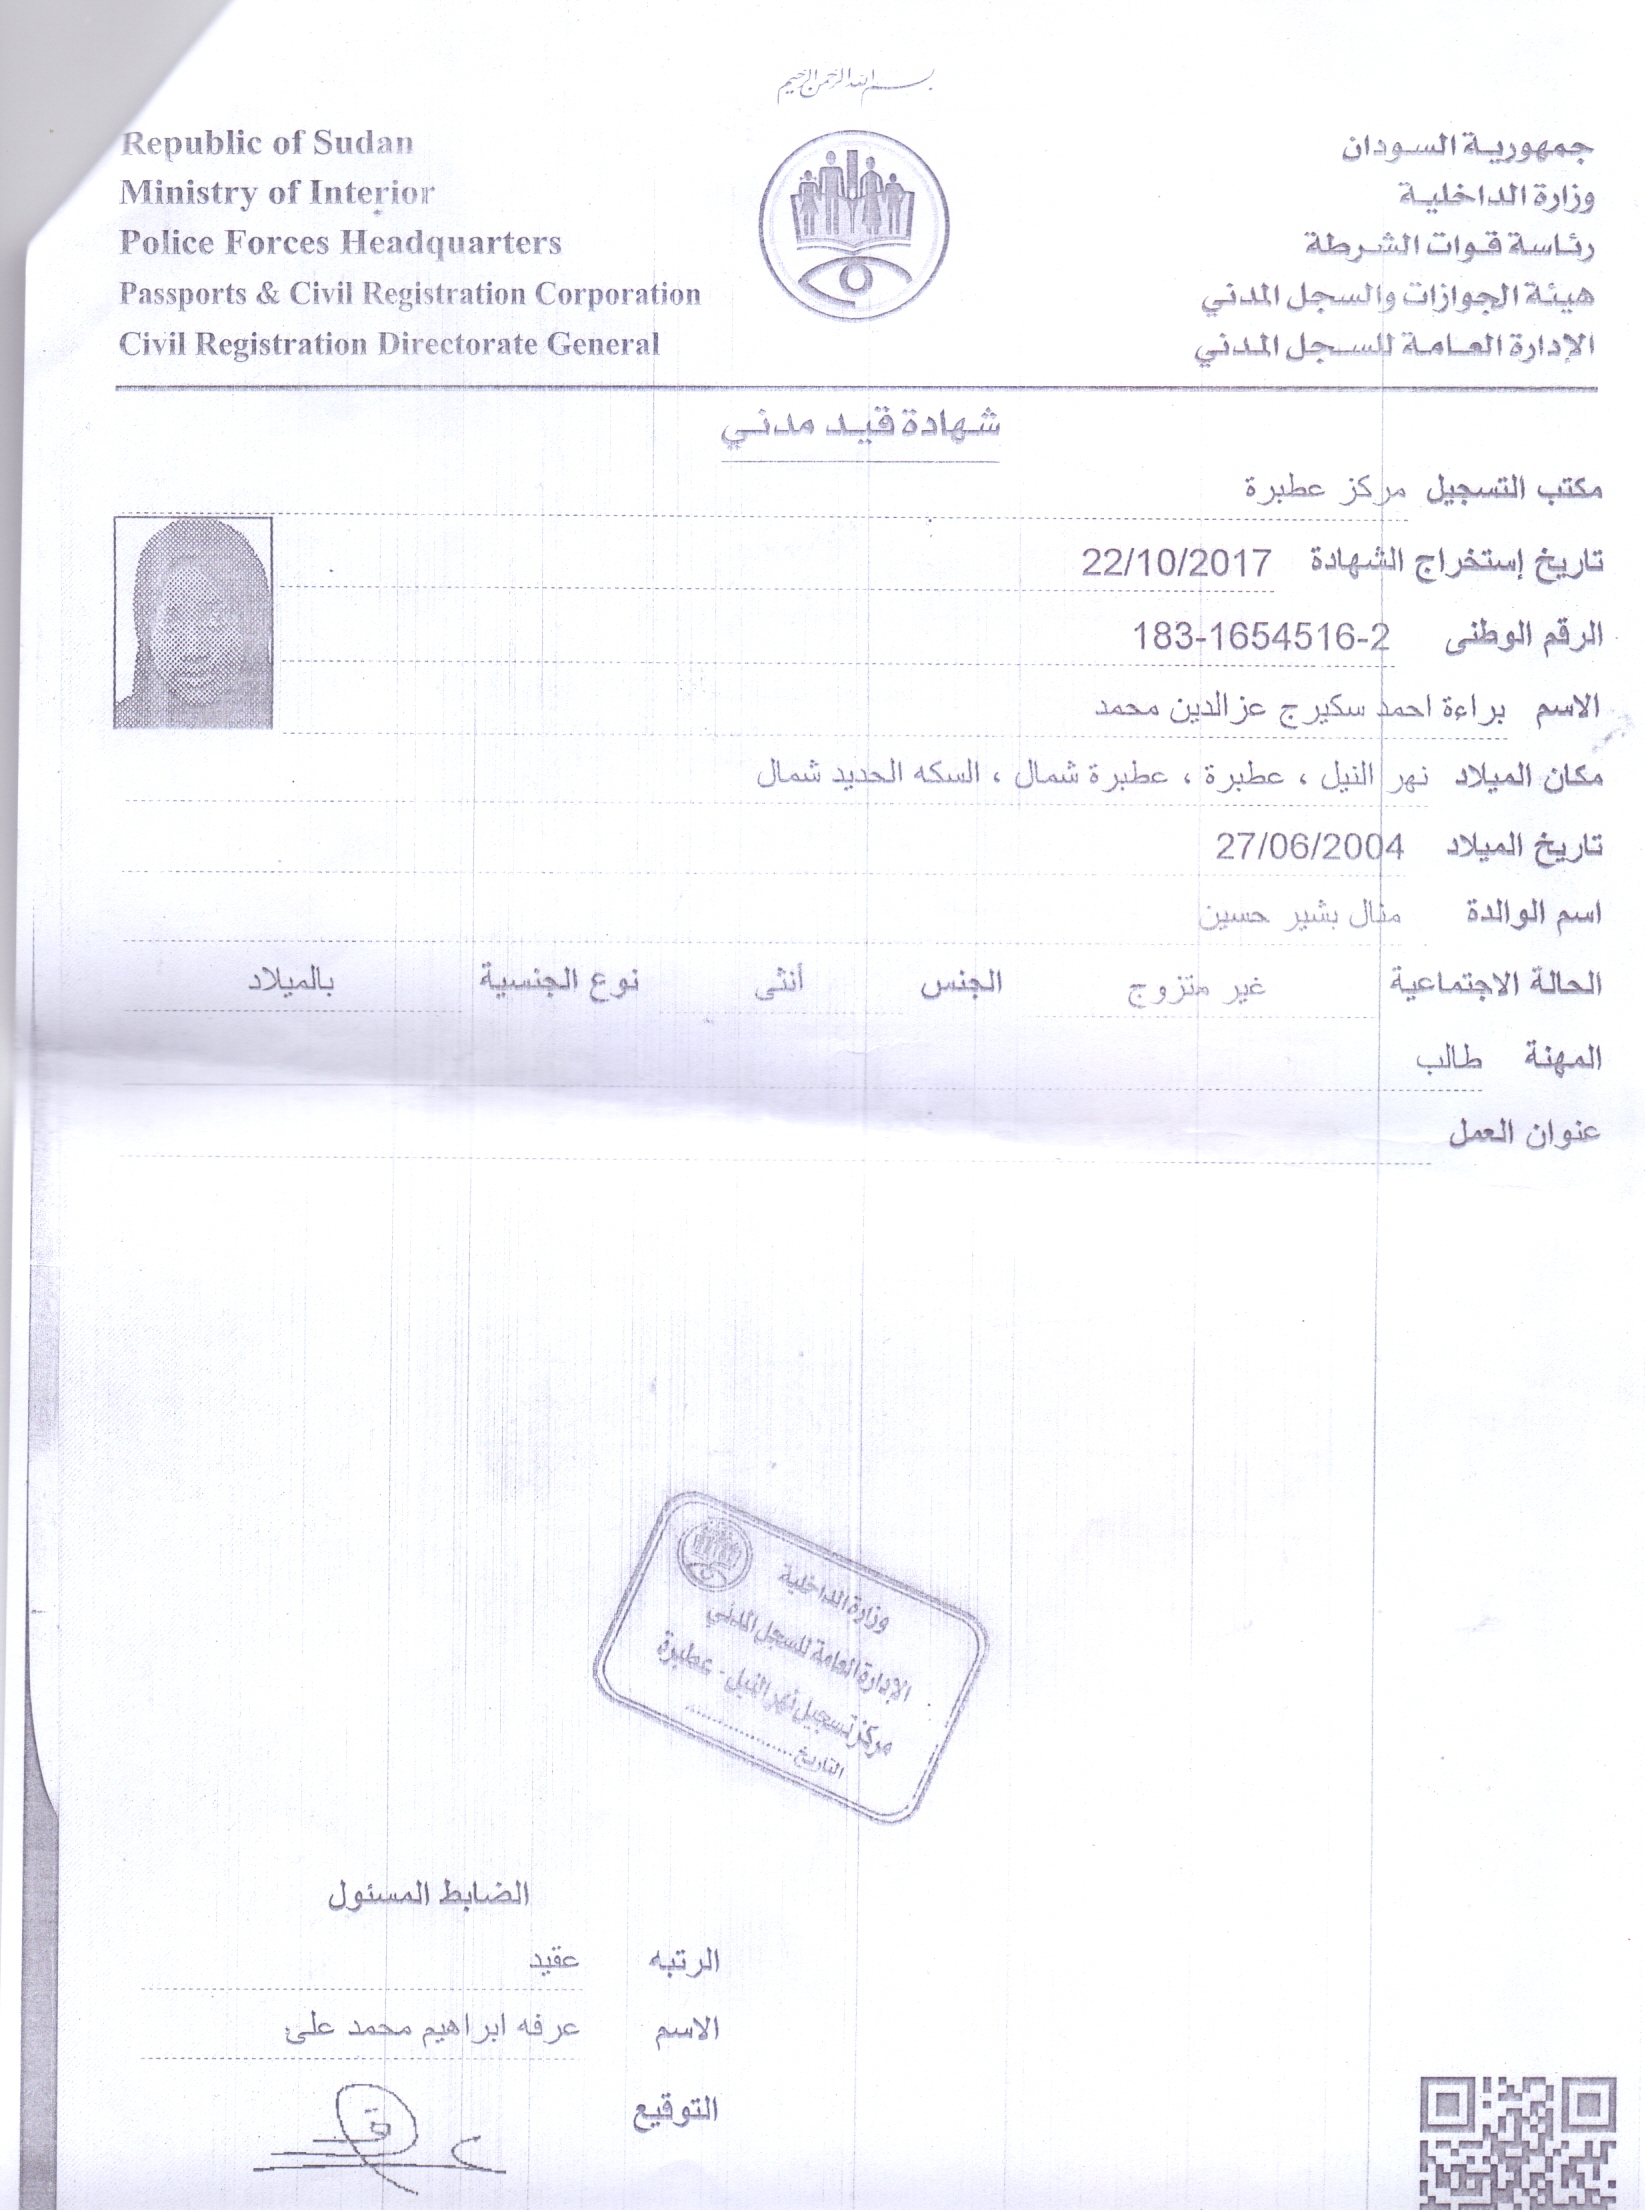 بسم الله الرحمن الرحيم
Republic of Sudan
Ministry of Interior
Police Forces Headquarters
Passports & Civil Registration Corporation
Civil Registration Directorate General
جمهورية السودان
وزارة الداخلية
رئاسة قوات الشرطة
هيئة الجوازات والسجل المدني
الإدارة العامة للسجل المدني
شهادة قيد مدني
مكتب التسجيل مركز عطبرة
تاريخ إستخراج الشهادة 22/10/2017
الرقم الوطنى 183-1654516-2
الاسم براءة احمد سكيرج عزالدين محمد
مكان الميلاد نهر النيل ، عطبرة ، عطبرة شمال ، السكه الحديد شمال
تاريخ الميلاد 27/06/2004
اسم الوالدة منال بشير حسين
الحالة الاجتماعية غير متزوج الجنس أنثى نوع الجنسية بالميلاد
المهنة طالب
عنوان العمل
وزارة الداخلية
الإدارة العامة للسجل المدني
مركز تسجيل نهر النيل - عطبرة
التاريخ
الضابط المسئول
الرتبه عقيد
الاسم عرفه ابراهيم محمد على
التوقيع